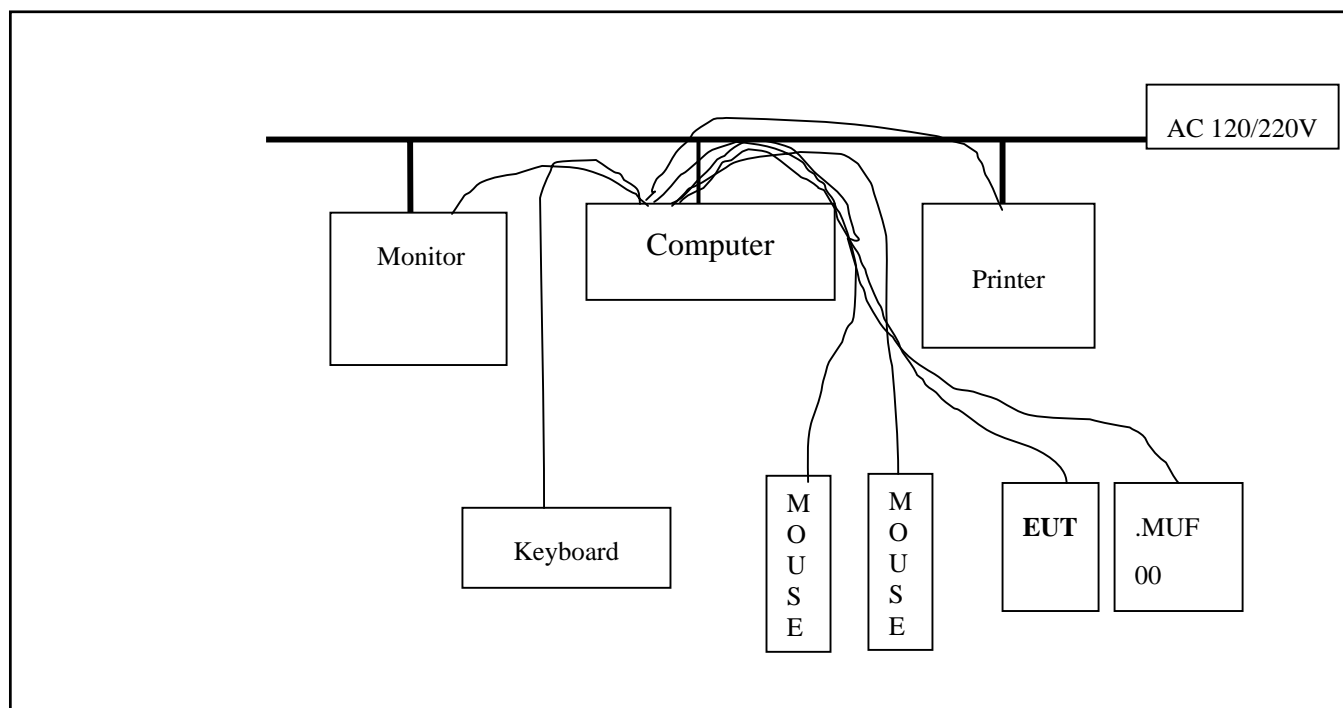 AC 120/220V
Monitor
Computer
Printer
Keyboard
M
O
U
S
E
M
O
U
S
E
EUT
.MUF
00